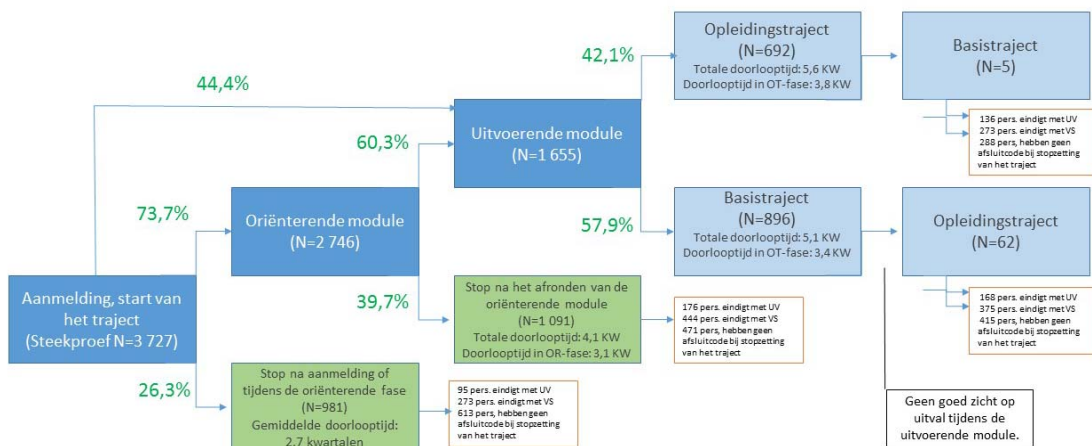 Opleidingstraject
(N=692)
Totale doorlooptijd: 5,6 KW
Doorlooptijd in OT-fase: 3,8 KW
Basistraject
(N=5)
42,1%
44,4%
136 pers. eindigt met UV
273 pers. eindigt met VS
288 pers, hebben geen
afsluitcode bij stopzetting
van het traject
Uitvoerende module
(N=1 655)
60,3%
73,7%
Oriënterende module
(N=2 746)
57,9%
Basistraject
(N=896)
Totale doorlooptijd: 5,1 KW
Doorlooptijd in OT-fase: 3,4 KW
Opleidingstraject
(N=62)
Aanmelding, start van
het traject
(Steekproef N=3 727)
39,7%
Stop na het afronden van de
oriënterende module
(N=1 091)
Totale doorlooptijd: 4,1 KW
Doorlooptijd in OR-fase: 3,1 KW
176 pers. eindigt met UV
444 pers. eindigt met VS
471 pers, hebben geen
afsluitcode bij stopzetting
van het traject
168 pers. eindigt met UV
375 pers. eindigt met VS
415 pers, hebben geen
afsluitcode bij stopzetting
van het traject
26,3%
Stop na aanmelding of
tijdens de oriënterende fase
(N=981)
Gemiddelde doorlooptijd:
2,7 kwartalen
95 pers. eindigt met UV
273 pers. eindigt met VS
613 pers, hebben geen
afsluitcode bij stopzetting
van het traject
Geen goed zicht op
uitval tijdens de
uitvoerende module.